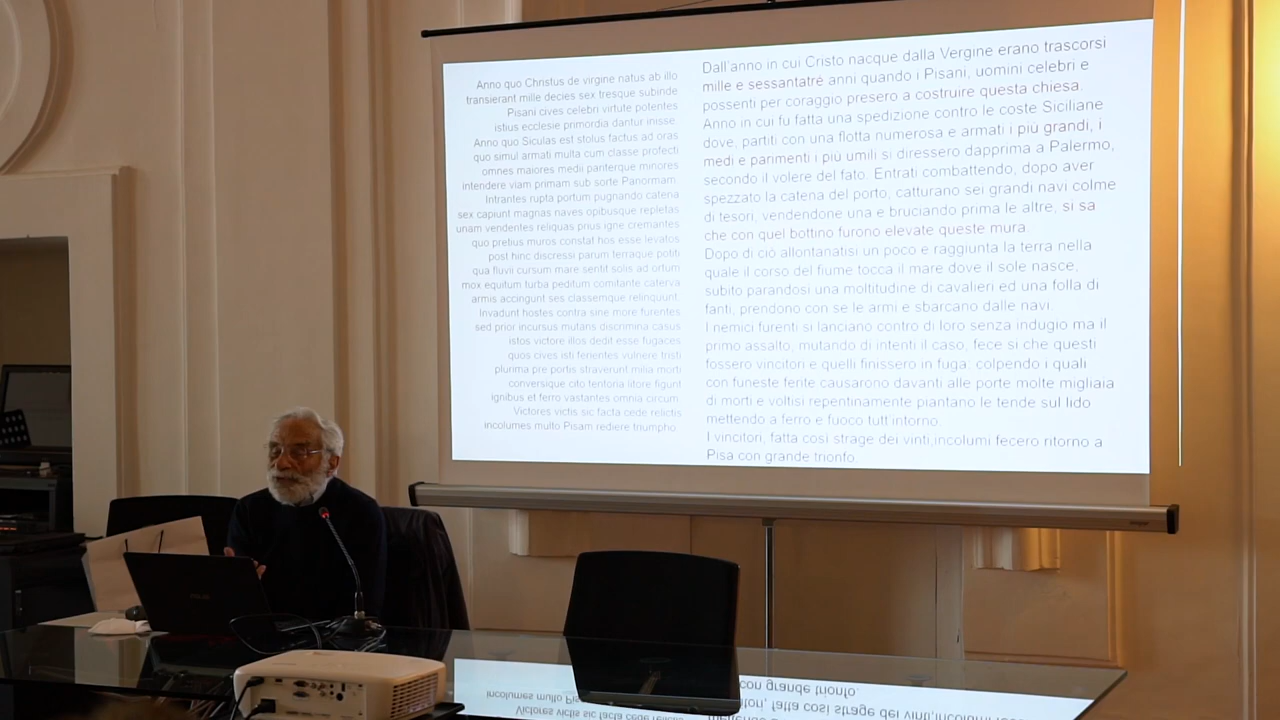 Anno quo Christus de virgine natus ab illo
transierant mille decies sex tresque subinde
Pisani cives celebri virtute potentes
istius ecclesie primordia dantur inisse.
Anno quo Siculas est stolus factus ad oras
quo simul armati multa cum classe profecti
omnes maiores medii panterque minores
intendere viam primam sub sorte Panormam.
Intrantes rupta portum pugnando catena
sex capiunt magnas naves opibusque repletas
unam vendentes reliquas prius igne cremantes
quo pretius muros constat hos esse levatos
post hinc discressi parum terraque potiti
qua fluvii cursum mare sentit solis ad ortum
mox equitum turba peditum comitante caterva
armis accingunt ses classemque relinquunt.
Invadunt hostes contra sine more furentes
sed prior incursus mutans discrimina casus
istos victore illos dedit esse fugaces
quos cives isti ferientes vulnere tristi
plurima pre portis straverunt milia morti
conversique cito tentoria litore figunt
ignibus et ferro vastantes omnia circum.
Victores victis sic facta cede relictis
incolumes multo Pisam rediere triumpho.
Dall'anno in cui Cristo nacque dalla Vergine erano trascorsi
mille e sessantatrè anni quando i Pisani, uomini celebri e
possenti per coraggio presero a costruire questa chiesa.
Anno in cui fu fatta una spedizione contro le coste Siciliane
dove, partiti con una flotta numerosa e armati i più grandi, i
medi e parimenti i più umili si diressero dapprima a Palermo,
secondo il volere del fato. Entrati combattendo, dopo aver
spezzato la catena del porto, catturano sei grandi navi colme
di tesori, vendendone una e bruciando prima le altre, si sa
che con quel bottino furono elevate queste mura.
Dopo di ciò allontanatisi un poco e raggiunta la terra nella
quale il corso del fiume tocca il mare dove il sole nasce,
subito parandosi una moltitudine di cavalieri ed una folla di
fanti, prendono con se le armi e sbarcano dalle navi.
I nemici furenti si lanciano contro di loro senza indugio ma il
primo assalto, mutando di intenti il caso, fece sì che questi
fossero vincitori e quelli finissero in fuga: colpendo i quali
con funeste ferite causarono davanti alle porte molte migliaia
di morti e voltisi repentinamente piantano le tende sul lido
mettendo a ferro e fuoco tutt'intorno.
I vincitori, fatta così strage dei vinti,incolumi fecero ritorno a
Pisa con grande trionfo.